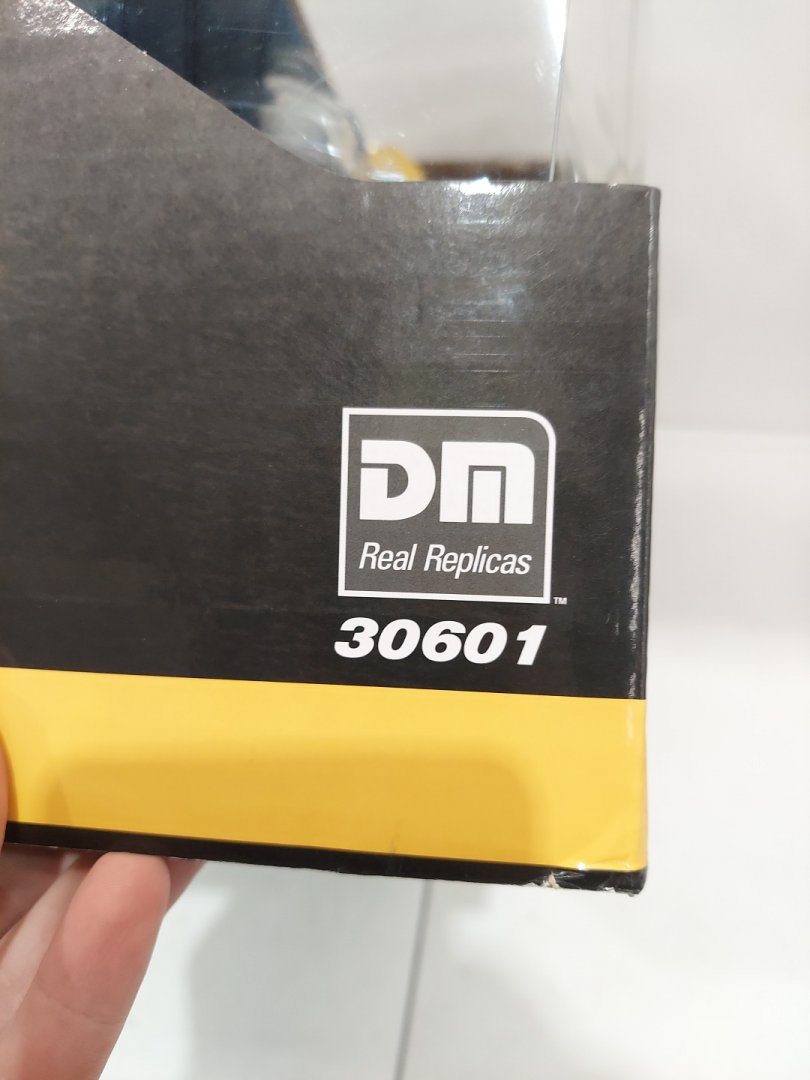 DM
Real Replicas
TM
30601